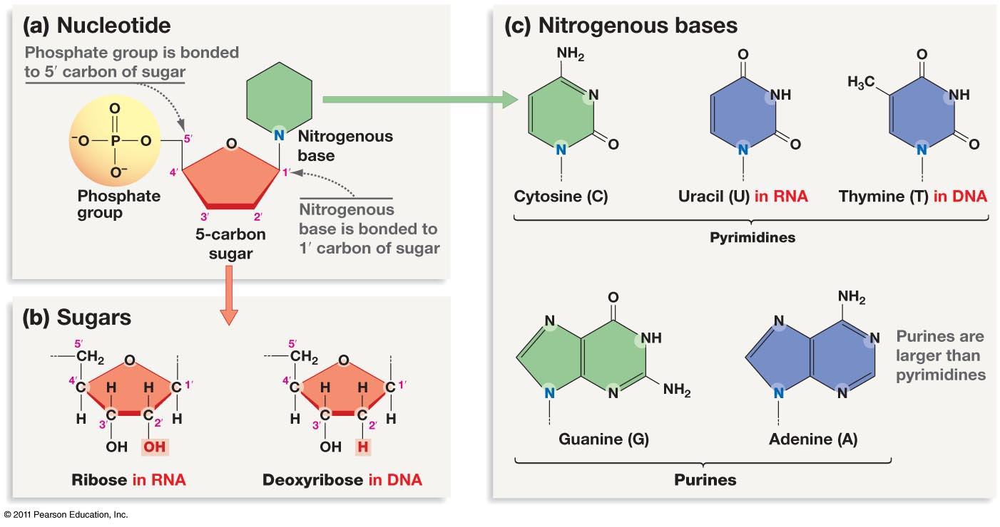 (a) Nucleotide
Phosphate group is bonded
to 5′ carbon of sugar
O
⁻O P O
O⁻
5′
4′
O
1′
3′
2′
N
Nitrogenous
base
Phosphate
group
5-carbon
sugar
Nitrogenous
base is bonded to
1′ carbon of sugar
(b) Sugars
5′
CH₂
O
4′
C H H C 1′
H C C H
3′ 2′
OH OH
Ribose in RNA
5′
CH₂
O
4′
C H H C 1′
H C C H
3′ 2′
OH H
Deoxyribose in DNA
(c) Nitrogenous bases
NH₂
N
O
N
Cytosine (C)
O
NH
O
N
Uracil (U) in RNA
O
H₃C
NH
O
N
Thymine (T) in DNA
Pyrimidines
O
N
NH
N
N
NH₂
Guanine (G)
NH₂
N
N
N
N
Adenine (A)
Purines are
larger than
pyrimidines
Purines
© 2011 Pearson Education, Inc.